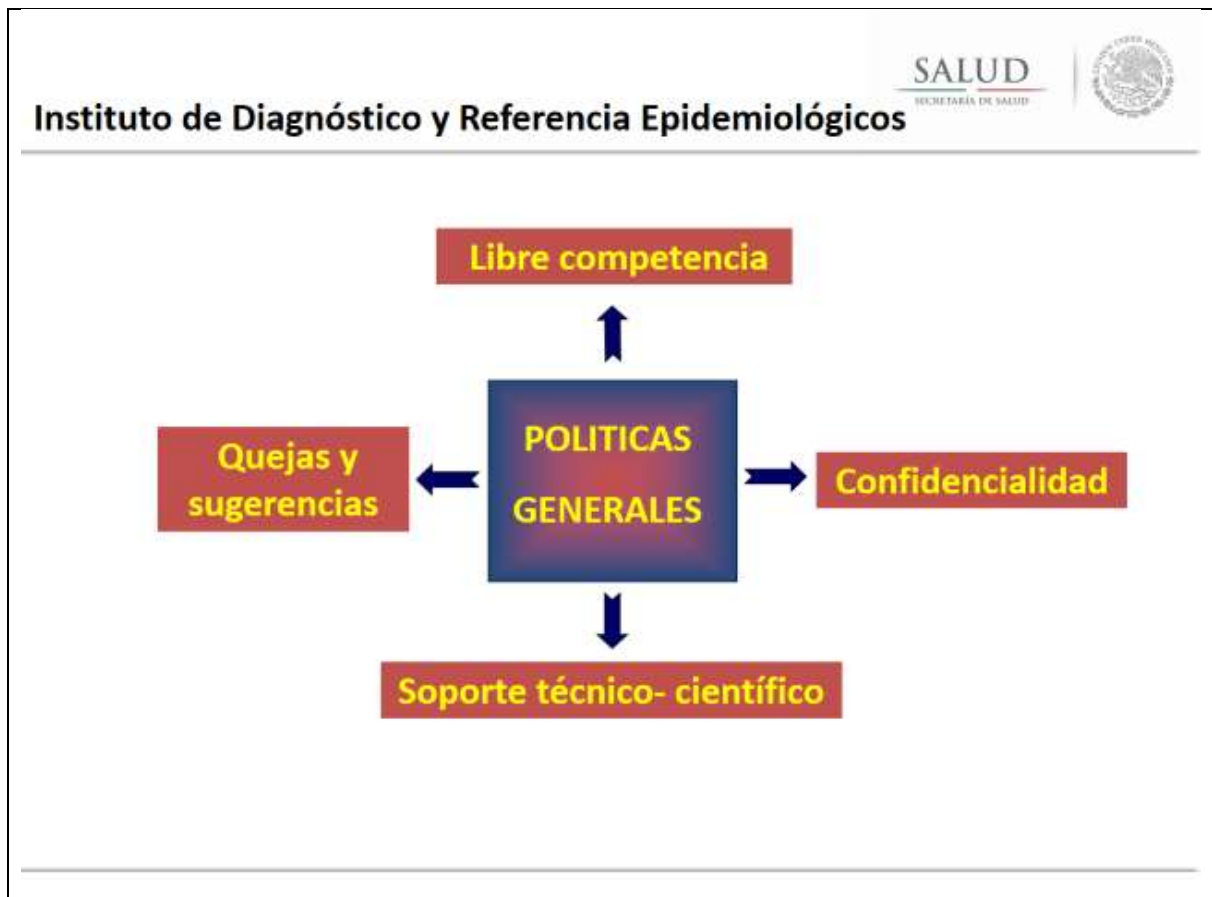 SALUD
SECRETARÍA DE SALUD
Instituto de Diagnóstico y Referencia Epidemiológicos
Libre competencia
POLITICAS
GENERALES
Quejas y
sugerencias
Confidencialidad
Soporte técnico- científico